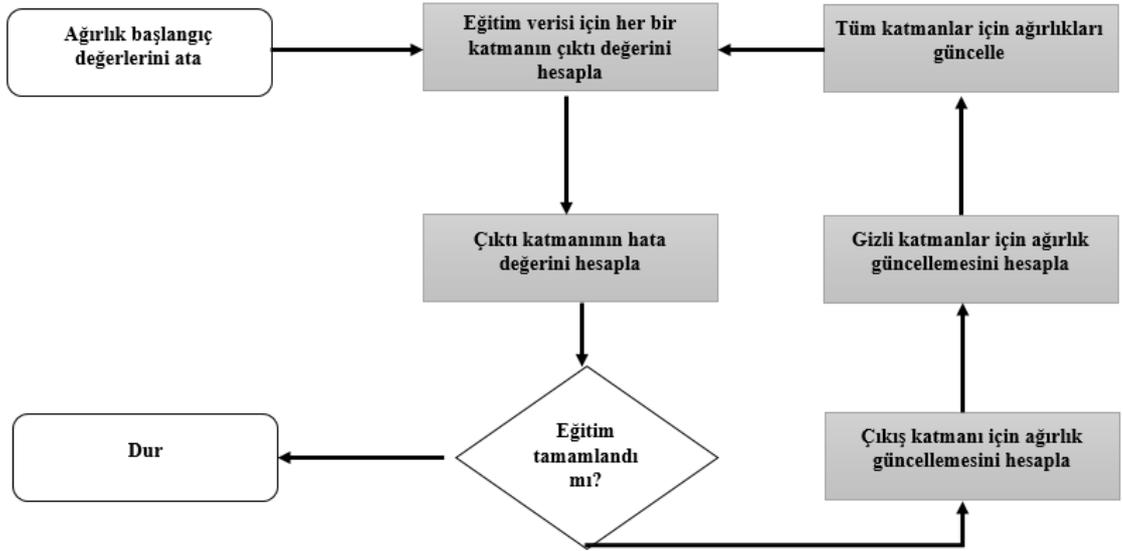 Ağırlık başlangıç
değerlerini ata
Eğitim verisi için her bir
katmanın çıktı değerini
hesapla
Tüm katmanlar için ağırlıkları
güncelle
Çıktı katmanının hata
değerini hesapla
Gizli katmanlar için ağırlık
güncellemesini hesapla
Dur
Eğitim
tamamlandı
mı?
Çıkış katmanı için ağırlık
güncellemesini hesapla